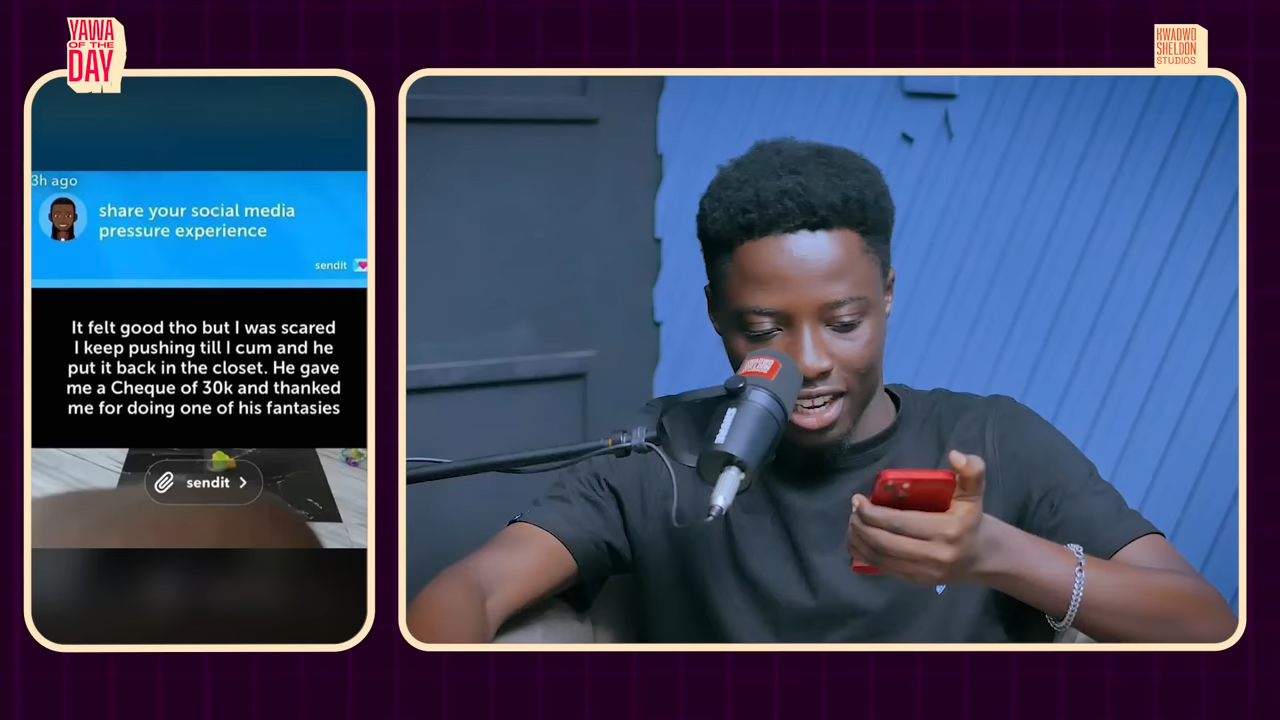 YAWA
OF THE
DAY
KWADWO
SHELDON
STUDIOS
3h ago
share your social media
pressure experience
sendit
It felt good tho but I was scared
I keep pushing till I cum and he
put it back in the closet. He gave
me a Cheque of 30k and thanked
me for doing one of his fantasies
sendit